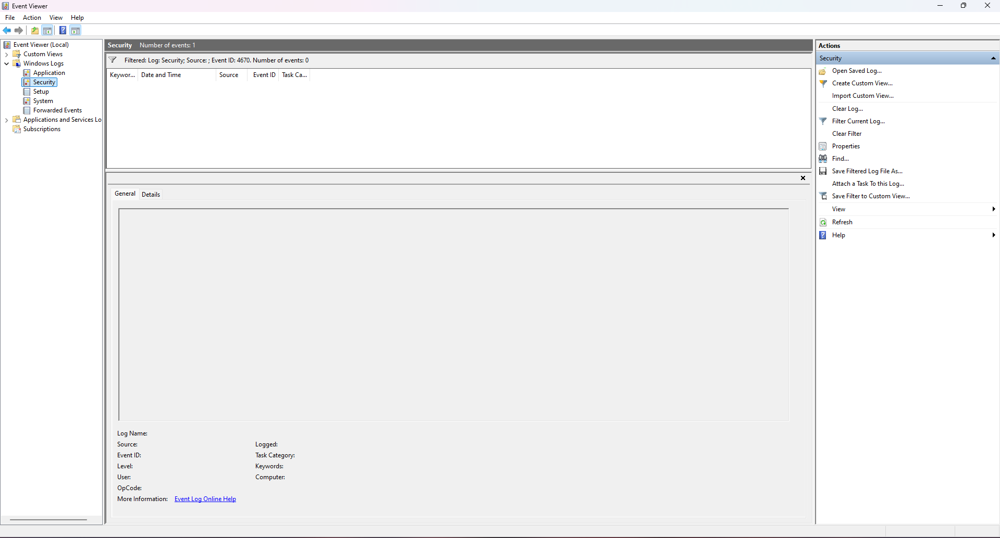 Event Viewer
File Action View Help
Event Viewer (Local)
Custom Views
Windows Logs
Application
Security
Setup
System
Forwarded Events
Applications and Services Lo
Subscriptions
Security Number of events: 1
Filtered: Log: Security; Source: ; Event ID: 4670. Number of events: 0
Keywor... Date and Time Source Event ID Task Ca...
General Details
Log Name:
Source: Logged:
Event ID: Task Category:
Level: Keywords:
User: Computer:
OpCode:
More Information: Event Log Online Help
Actions
Security
Open Saved Log...
Create Custom View...
Import Custom View...
Clear Log...
Filter Current Log...
Clear Filter
Properties
Find...
Save Filtered Log File As...
Attach a Task To this Log...
Save Filter to Custom View...
View
Refresh
Help